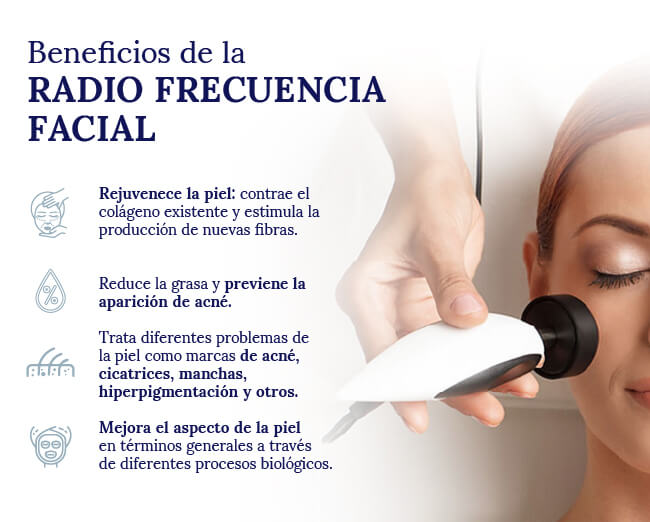 Beneficios de la
RADIO FRECUENCIA
FACIAL
Rejuvenece la piel: contrae el
colágeno existente y estimula la
producción de nuevas fibras.
%
Reduce la grasa y previene la
aparición de acné.
Trata diferentes problemas de
la piel como marcas de acné,
cicatrices, manchas,
hiperpigmentación y otros.
Mejora el aspecto de la piel
en términos generales a través
de diferentes procesos biológicos.